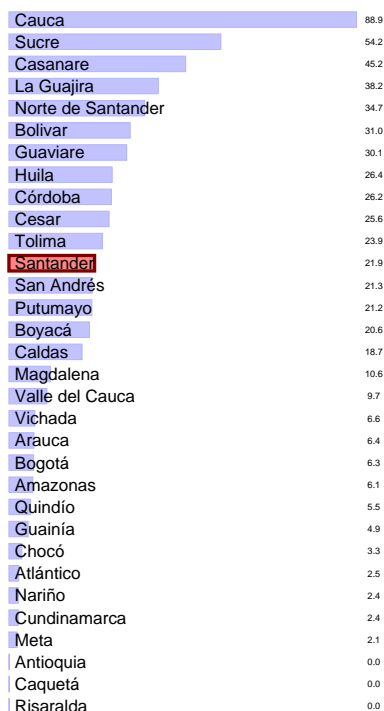 Cauca 88.9
Sucre 54.2
Casanare 45.2
La Guajira 38.2
Norte de Santander 34.7
Bolivar 31.0
Guaviare 30.1
Huila 26.4
Córdoba 26.2
Cesar 25.6
Tolima 23.9
Santander 21.9
San Andrés 21.3
Putumayo 21.2
Boyacá 20.6
Caldas 18.7
Magdalena 10.6
Valle del Cauca 9.7
Vichada 6.6
Arauca 6.4
Bogotá 6.3
Amazonas 6.1
Quindío 5.5
Guainía 4.9
Chocó 3.3
Atlántico 2.5
Nariño 2.4
Cundinamarca 2.4
Meta 2.1
Antioquia 0.0
Caquetá 0.0
Risaralda 0.0